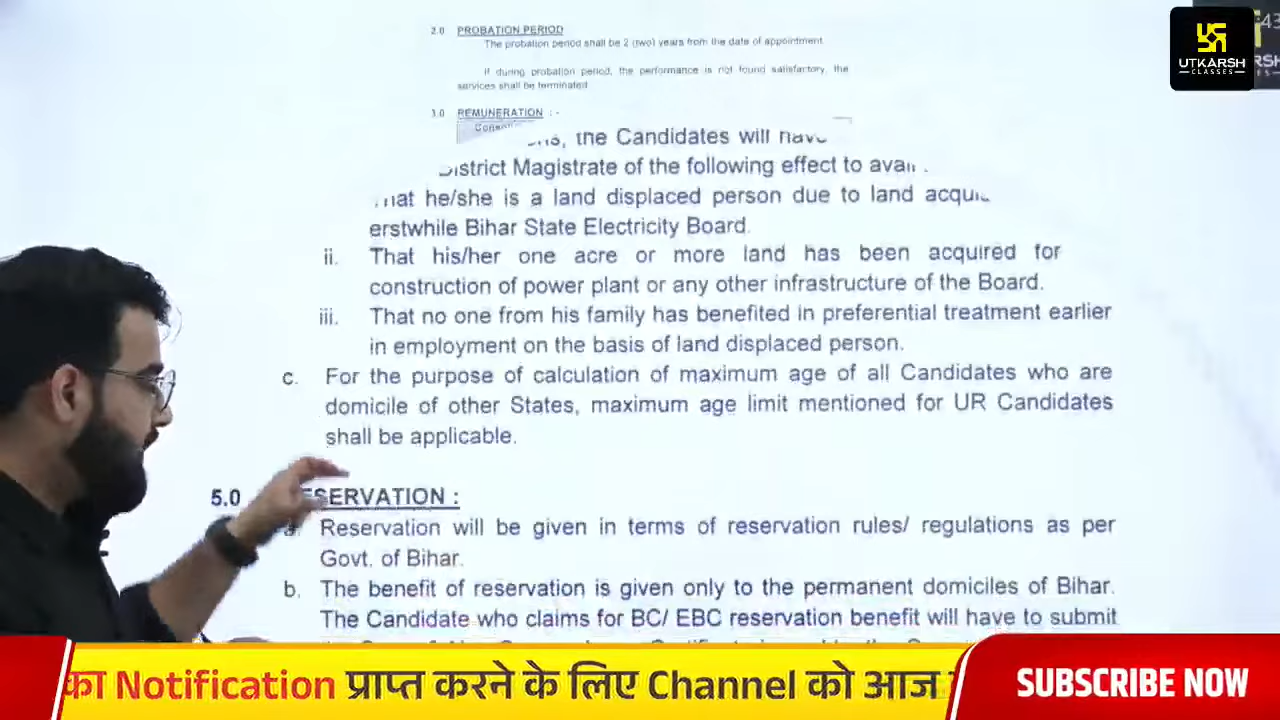 2.0 PROBATION PERIOD
The probation period shall be 2 (two) years from the date of appointment
If during probation period, the performance is not found satisfactory, the
services shall be terminated
3.0 REMUNERATION : -
the Candidates will have
District Magistrate of the following effect to avail
That he/she is a land displaced person due to land
erstwhile Bihar State Electricity Board.
ii. That his/her one acre or more land has been acquired for
construction of power plant or any other infrastructure of the Board.
iii. That no one from his family has benefited in preferential treatment earlier
in employment on the basis of land displaced person.
c. For the purpose of calculation of maximum age of all Candidates who are
domicile of other States, maximum age limit mentioned for UR Candidates
shall be applicable.
5.0 RESERVATION :
a. Reservation will be given in terms of reservation rules/ regulations as per
Govt. of Bihar.
b. The benefit of reservation is given only to the permanent domiciles of Bihar.
The Candidate who claims for BC/ EBC reservation benefit will have to submit
का Notification प्राप्त करने के लिए Channel को आज
SUBSCRIBE NOW
UTKARSH
CLASSES
43